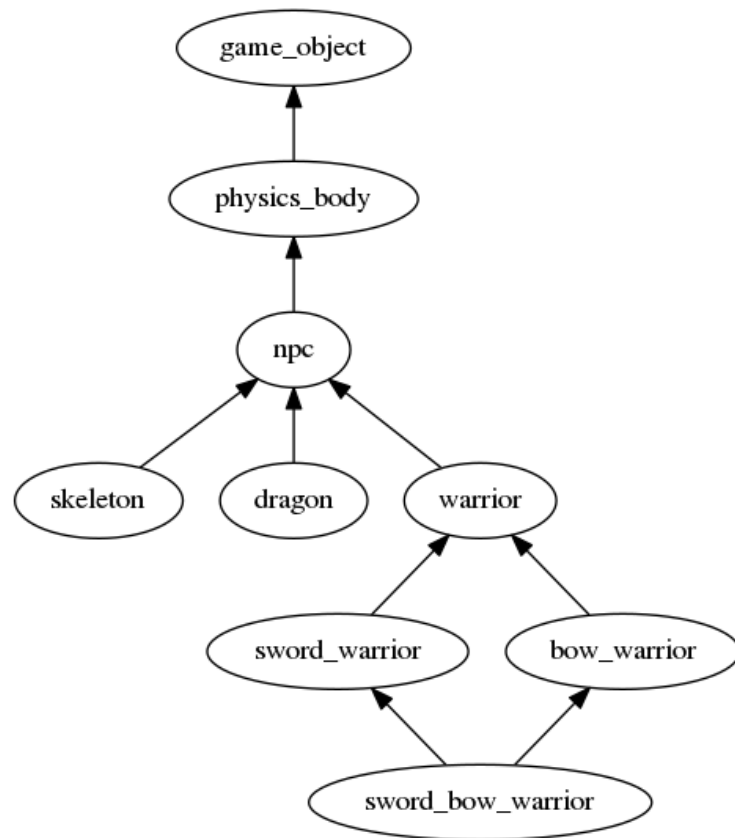 game_object
physics_body
npc
skeleton
dragon
warrior
sword_warrior
bow_warrior
sword_bow_warrior